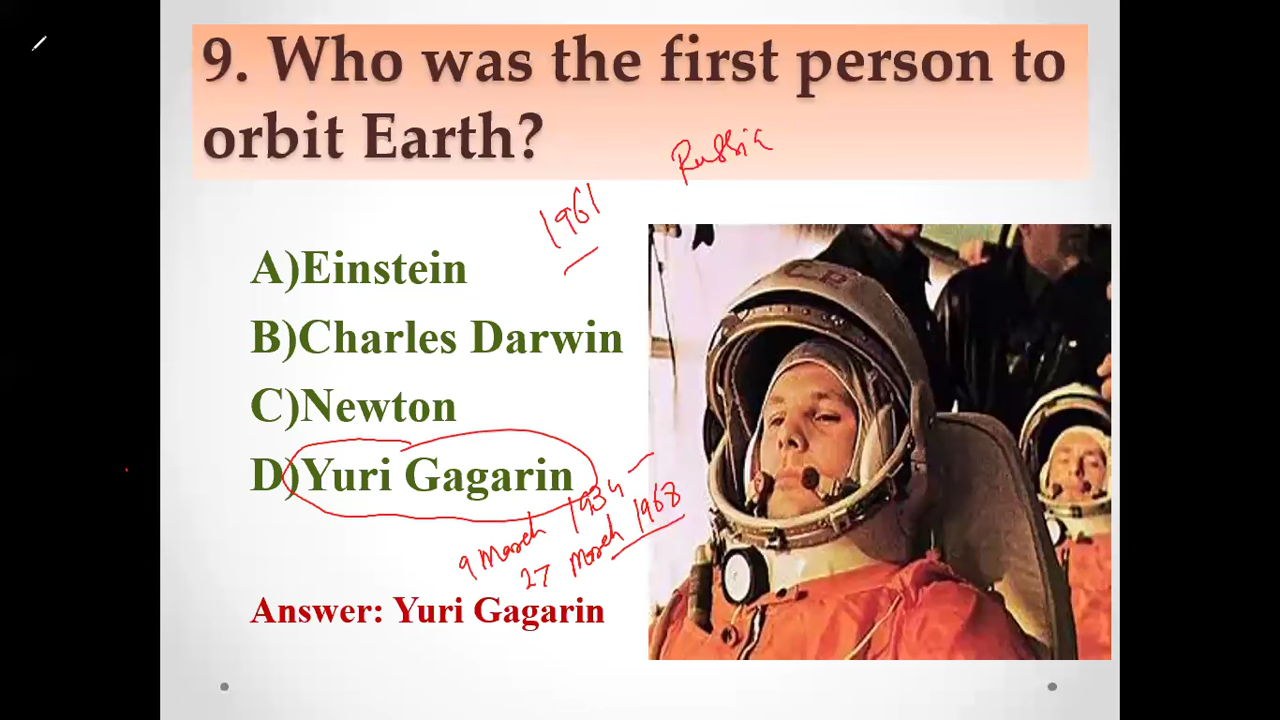 9. Who was the first person to
orbit Earth?
Russia
1961
A)Einstein
B)Charles Darwin
C)Newton
D)Yuri Gagarin
9 March 1934 -
27 March 1968
Answer: Yuri Gagarin
CP